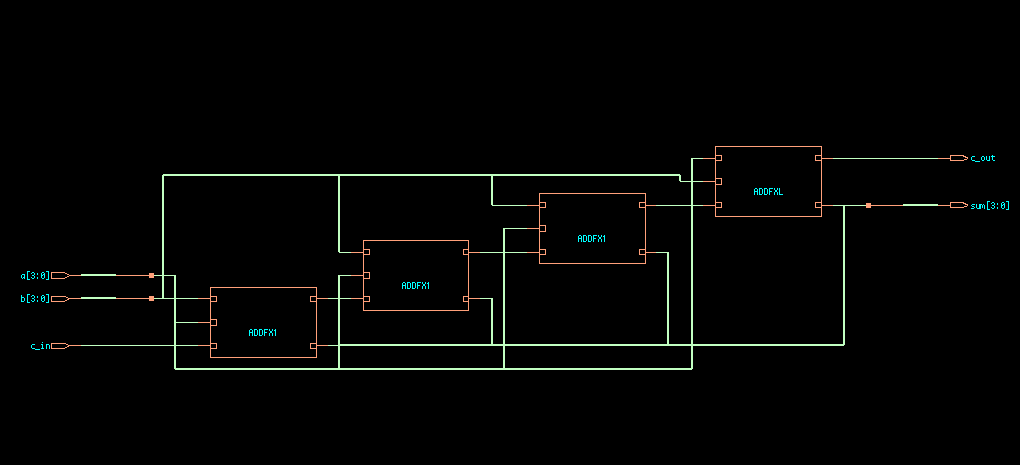 c_out
ADDFXL
sum[3:0]
ADDFX1
a[3:0]
ADDFX1
b[3:0]
ADDFX1
c_in